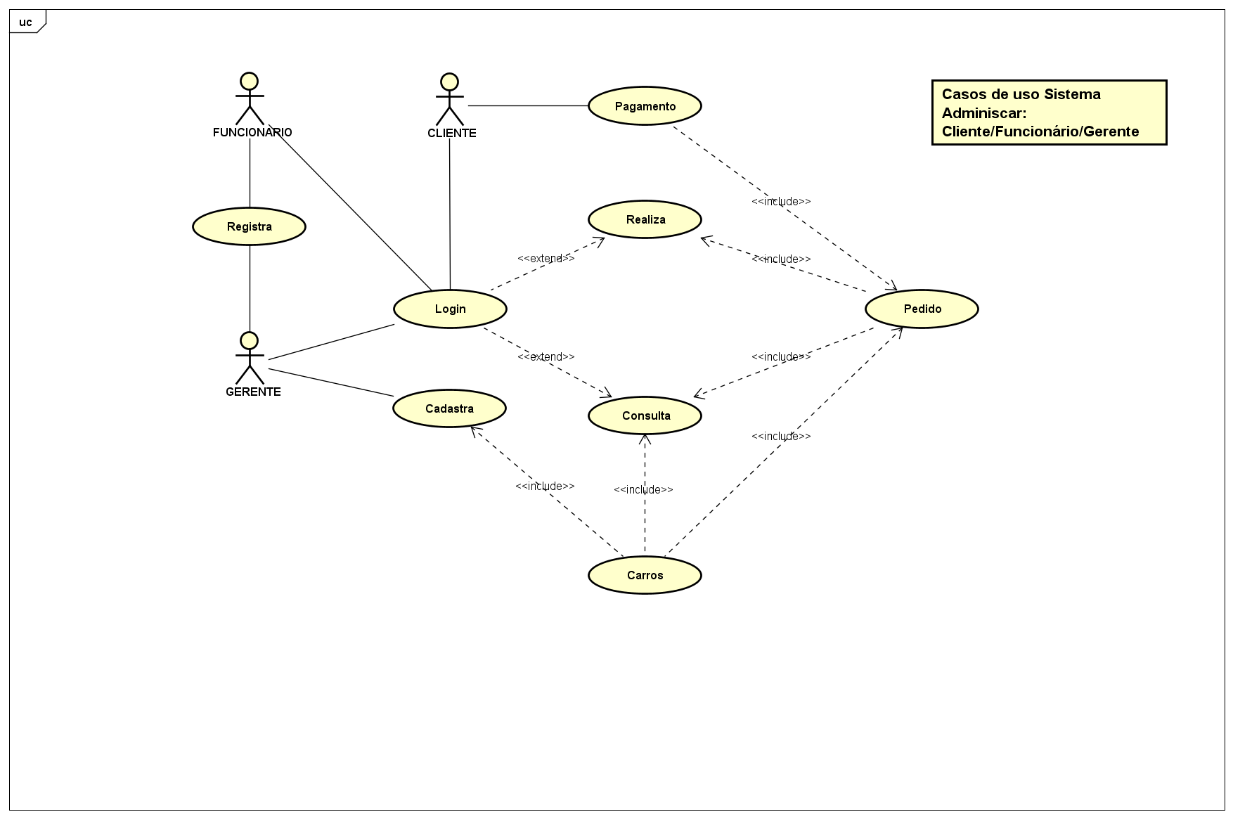 uc
FUNCIONÁRIO
CLIENTE
Pagamento
Casos de uso Sistema
Adminiscar:
Cliente/Funcionário/Gerente
<<include>>
Registra
Realiza
<<extend>>
<<include>>
Login
Pedido
<<extend>>
<<include>>
GERENTE
Cadastra
Consulta
<<include>>
<<include>>
<<include>>
Carros